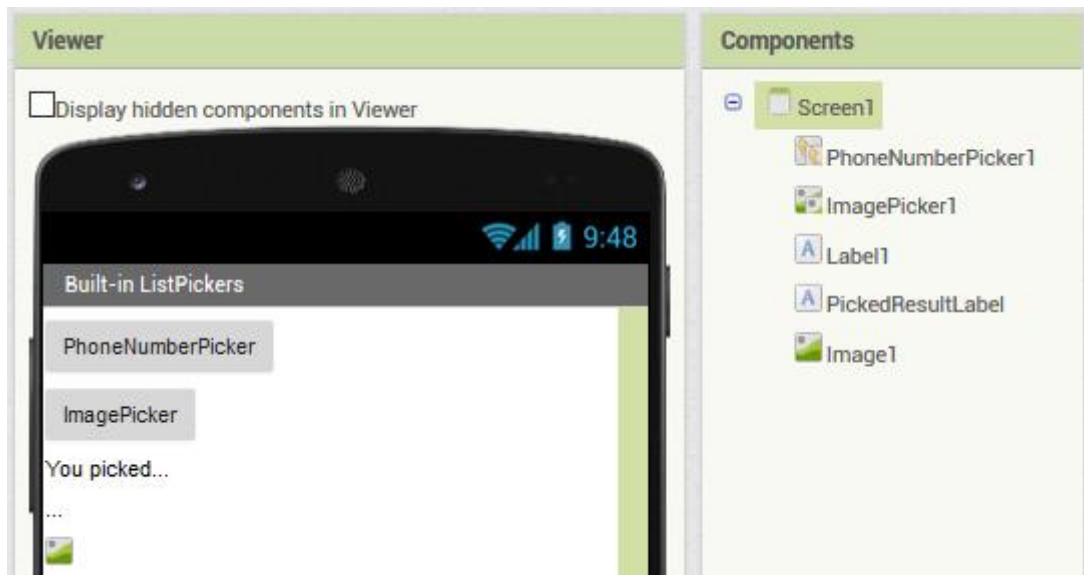 Viewer
Display hidden components in Viewer
9:48
Built-in ListPickers
PhoneNumberPicker
ImagePicker
You picked...
...
Components
Screen1
PhoneNumberPicker1
ImagePicker1
A Label1
A PickedResultLabel
Image1